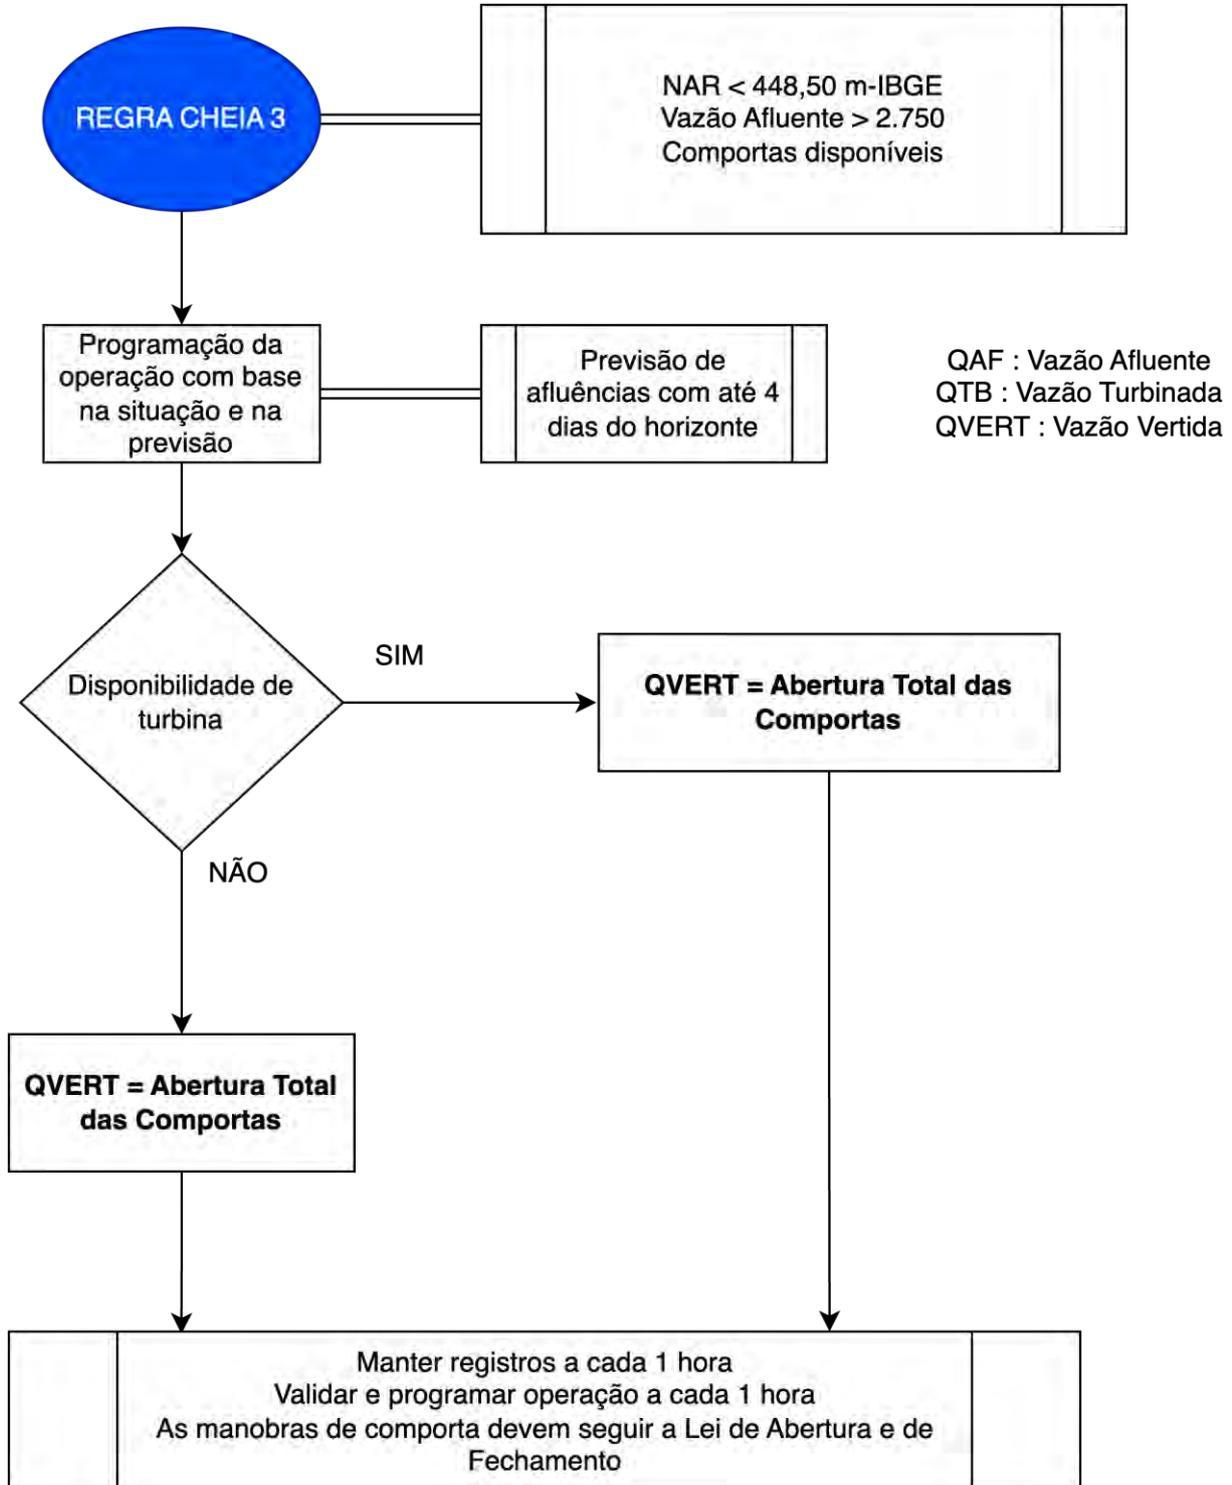 REGRA CHEIA 3
NAR < 448,50 m-IBGE
Vazão Afluente > 2.750
Comportas disponíveis
Programação da
operação com base
na situação e na
previsão
Previsão de
afluências com até 4
dias do horizonte
QAF : Vazão Afluente
QTB : Vazão Turbinada
QVERT : Vazão Vertida
Disponibilidade de
turbina
SIM
QVERT = Abertura Total das
Comportas
NÃO
QVERT = Abertura Total
das Comportas
Manter registros a cada 1 hora
Validar e programar operação a cada 1 hora
As manobras de comporta devem seguir a Lei de Abertura e de
Fechamento